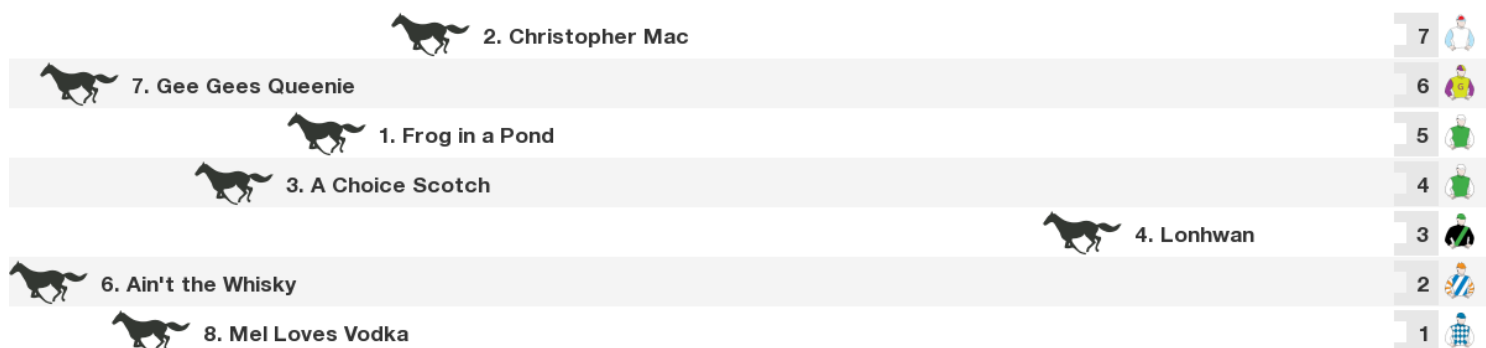 2. Christopher Mac 7
7. Gee Gees Queenie 6 G
1. Frog in a Pond 5
3. A Choice Scotch 4
4. Lonhwan 3
6. Ain't the Whisky 2
8. Mel Loves Vodka 1